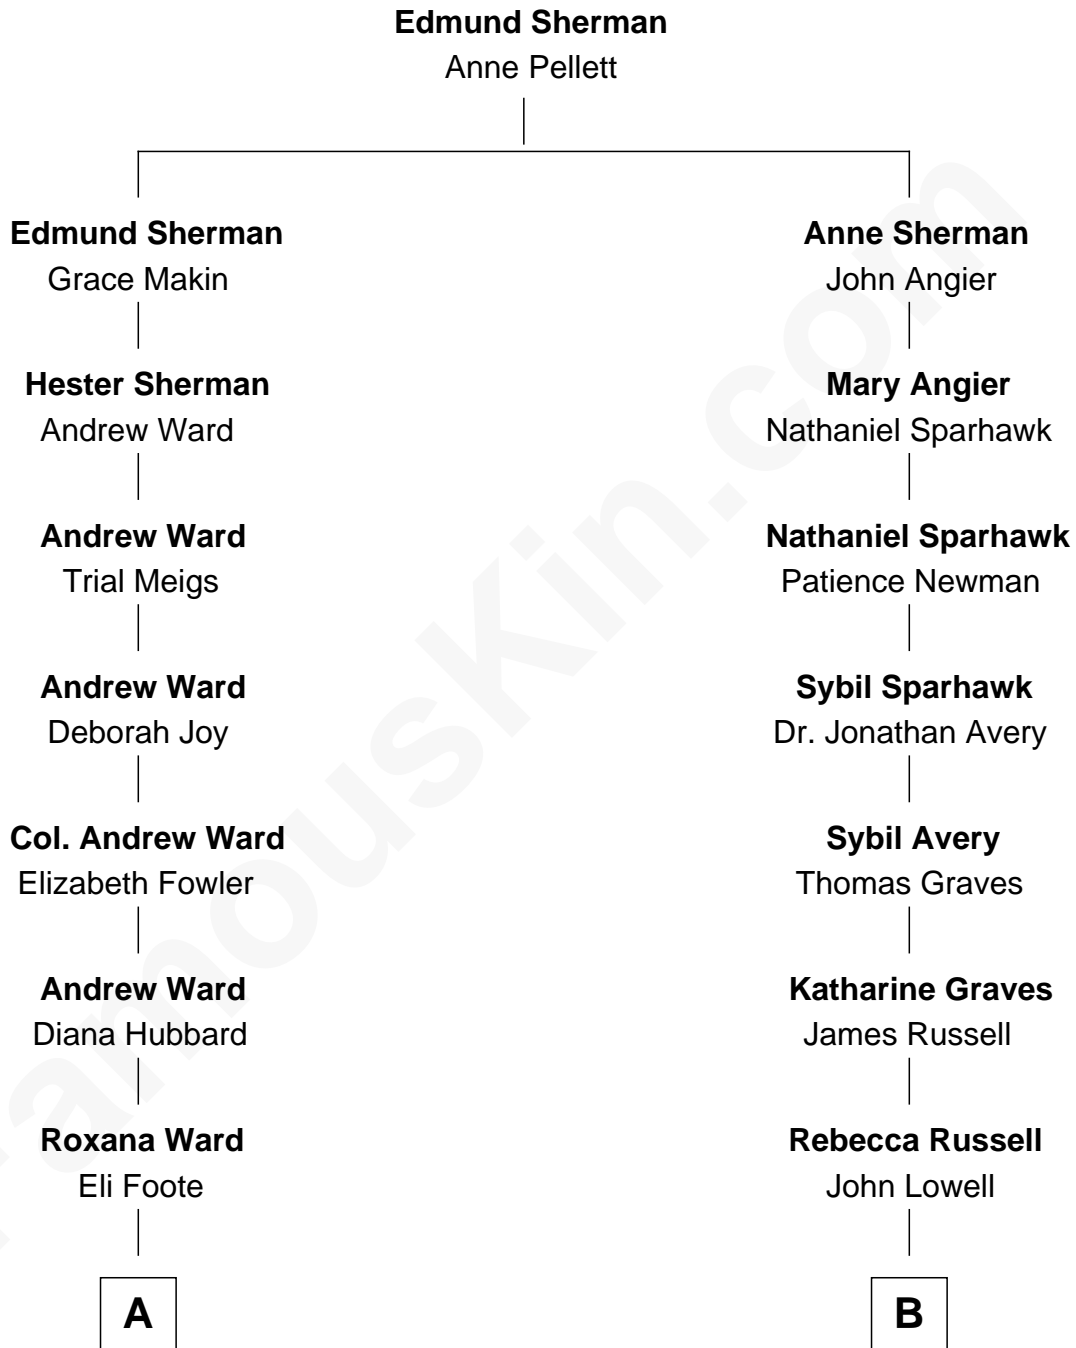 Edmund Sherman
Anne Pellett
Edmund Sherman
Grace Makin
Anne Sherman
John Angier
Hester Sherman
Andrew Ward
Mary Angier
Nathaniel Sparhawk
Andrew Ward
Trial Meigs
Nathaniel Sparhawk
Patience Newman
Andrew Ward
Deborah Joy
Sybil Sparhawk
Dr. Jonathan Avery
Col. Andrew Ward
Elizabeth Fowler
Sybil Avery
Thomas Graves
Andrew Ward
Diana Hubbard
Katharine Graves
James Russell
Roxana Ward
Eli Foote
Rebecca Russell
John Lowell
A
B
FamousKin.com